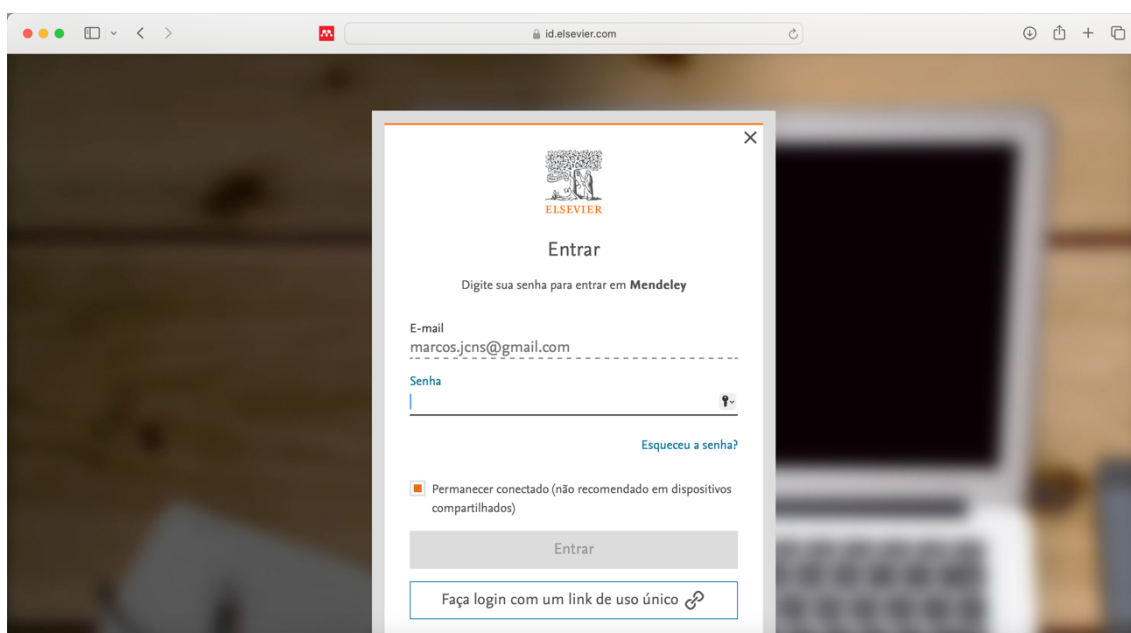 id.elsevier.com
ELSEVIER
Entrar
Digite sua senha para entrar em Mendeley
E-mail
marcos.jcns@gmail.com
Senha
Esqueceu a senha?
Permanecer conectado (não recomendado em dispositivos
compartilhados)
Entrar
Faça login com um link de uso único